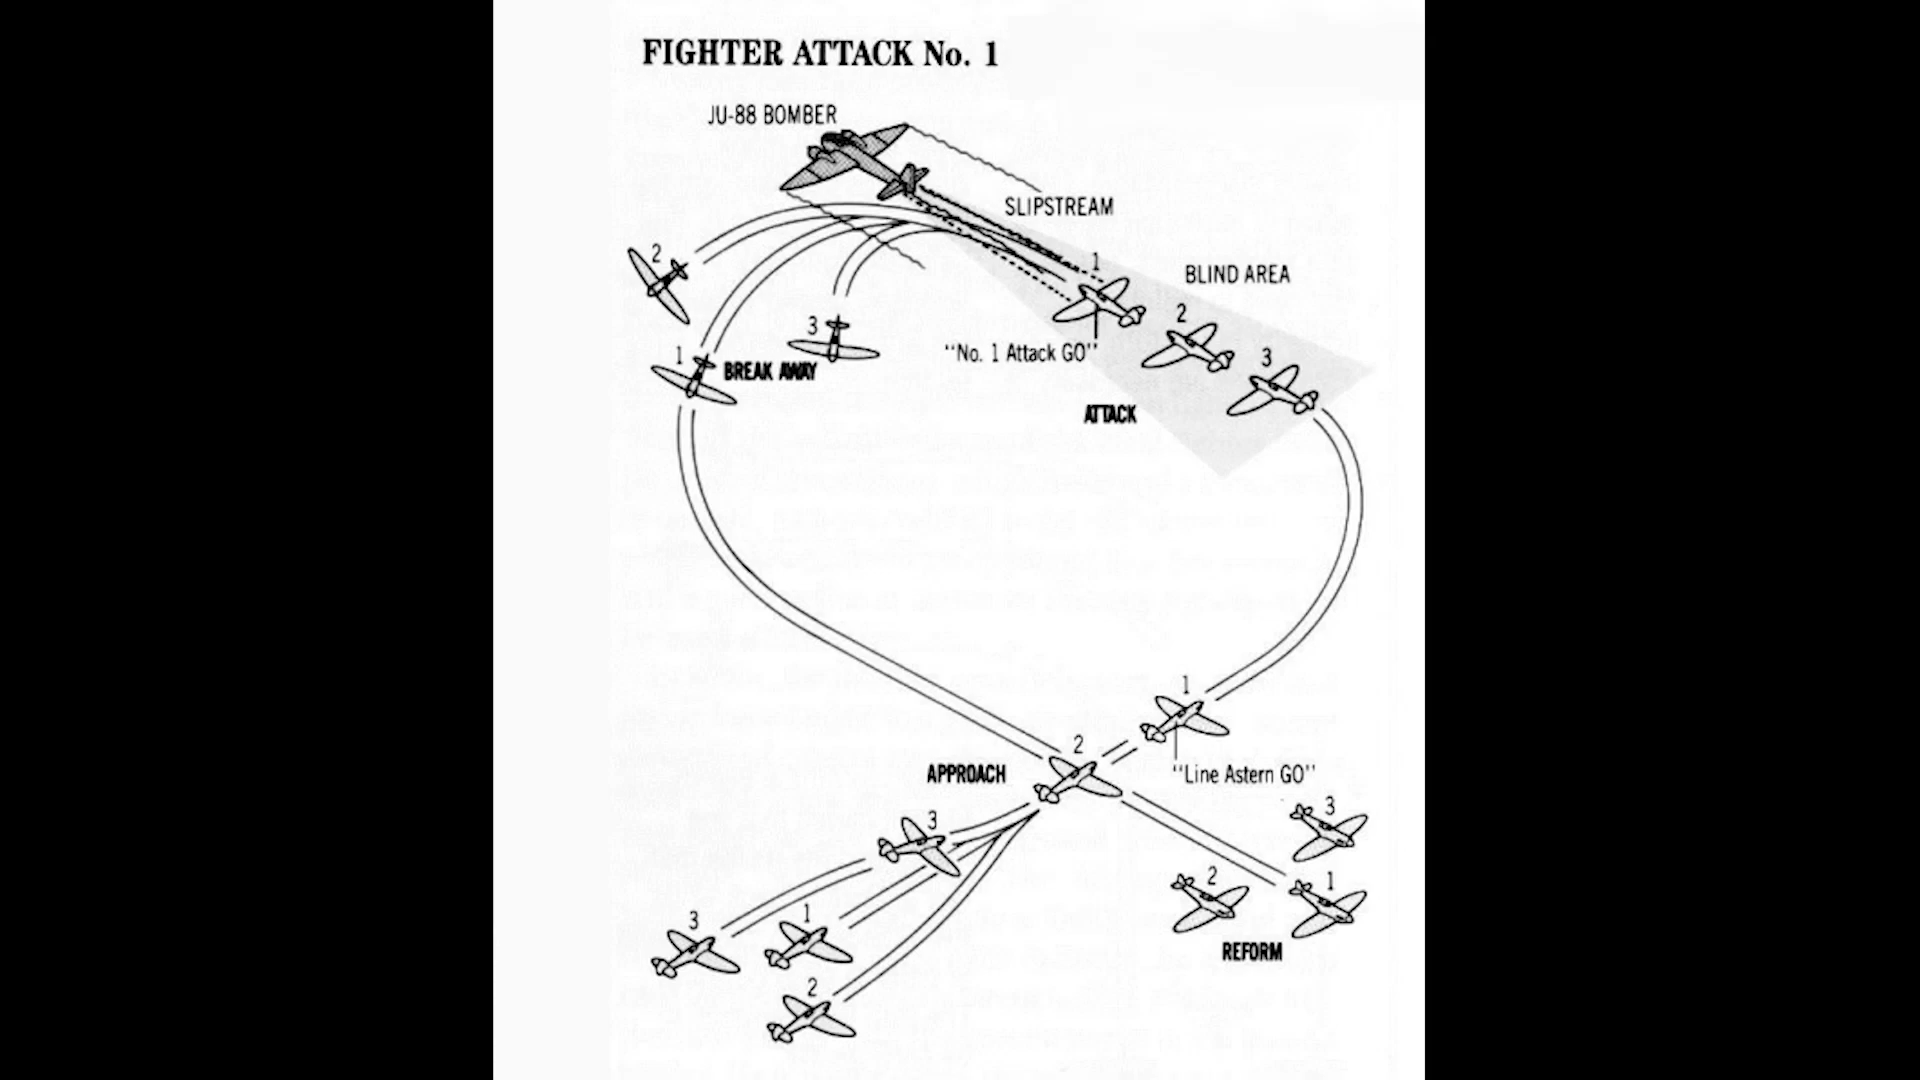 FIGHTER ATTACK No. 1
JU-88 BOMBER
SLIPSTREAM
2
1
BLIND AREA
2
3
1
BREAK AWAY
3
"No. 1 Attack GO"
ATTACK
1
2
"Line Astern GO"
APPROACH
3
3
2
1
REFORM
3
1
2